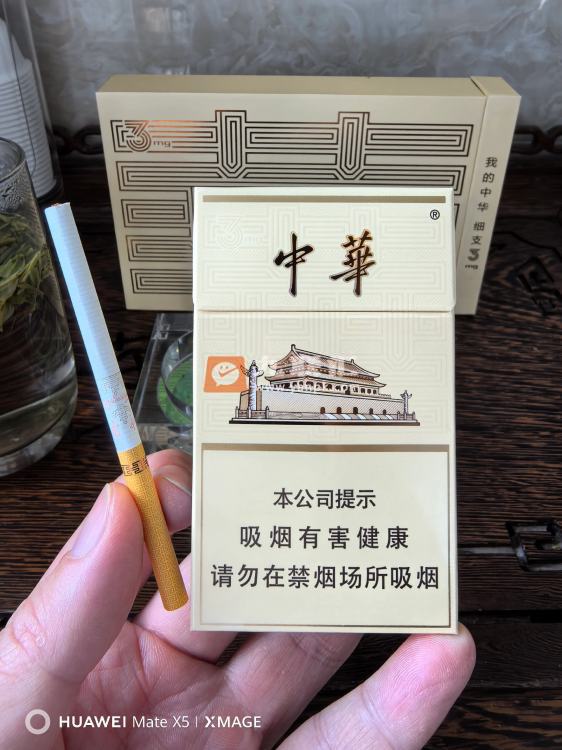 3mg
我的中华 细支 3mg
中華®
本公司提示
吸烟有害健康
请勿在禁烟场所吸烟
HUAWEI Mate X5 | XMAGE